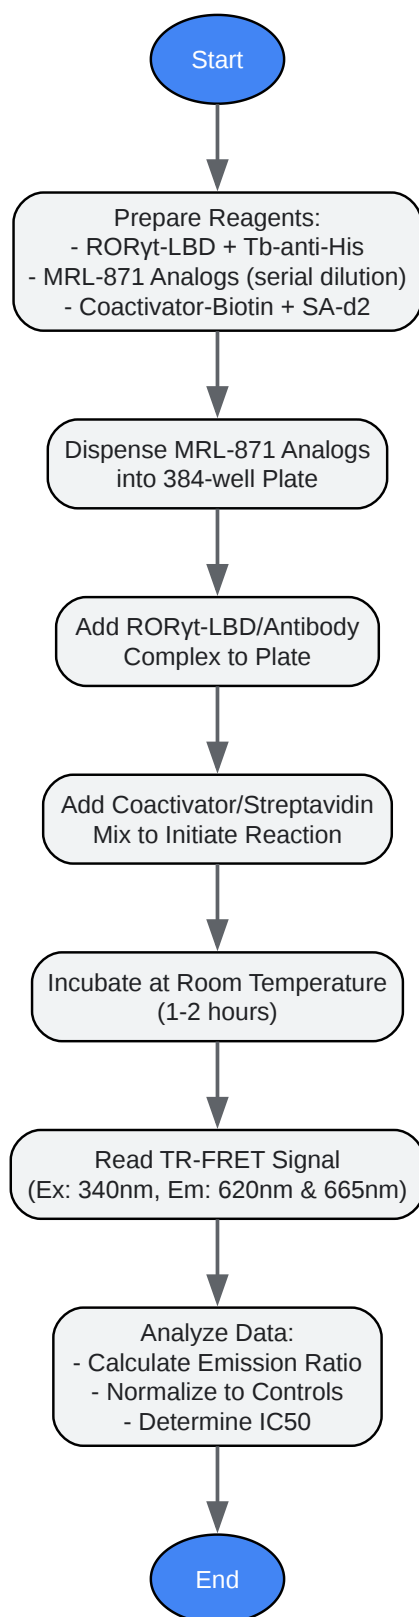 Start
Prepare Reagents:
- RORγt-LBD + Tb-anti-His
- MRL-871 Analogs (serial dilution)
- Coactivator-Biotin + SA-d2
Dispense MRL-871 Analogs
into 384-well Plate
Add RORγt-LBD/Antibody
Complex to Plate
Add Coactivator/Streptavidin
Mix to Initiate Reaction
Incubate at Room Temperature
(1-2 hours)
Read TR-FRET Signal
(Ex: 340nm, Em: 620nm & 665nm)
Analyze Data:
- Calculate Emission Ratio
- Normalize to Controls
- Determine IC50
End